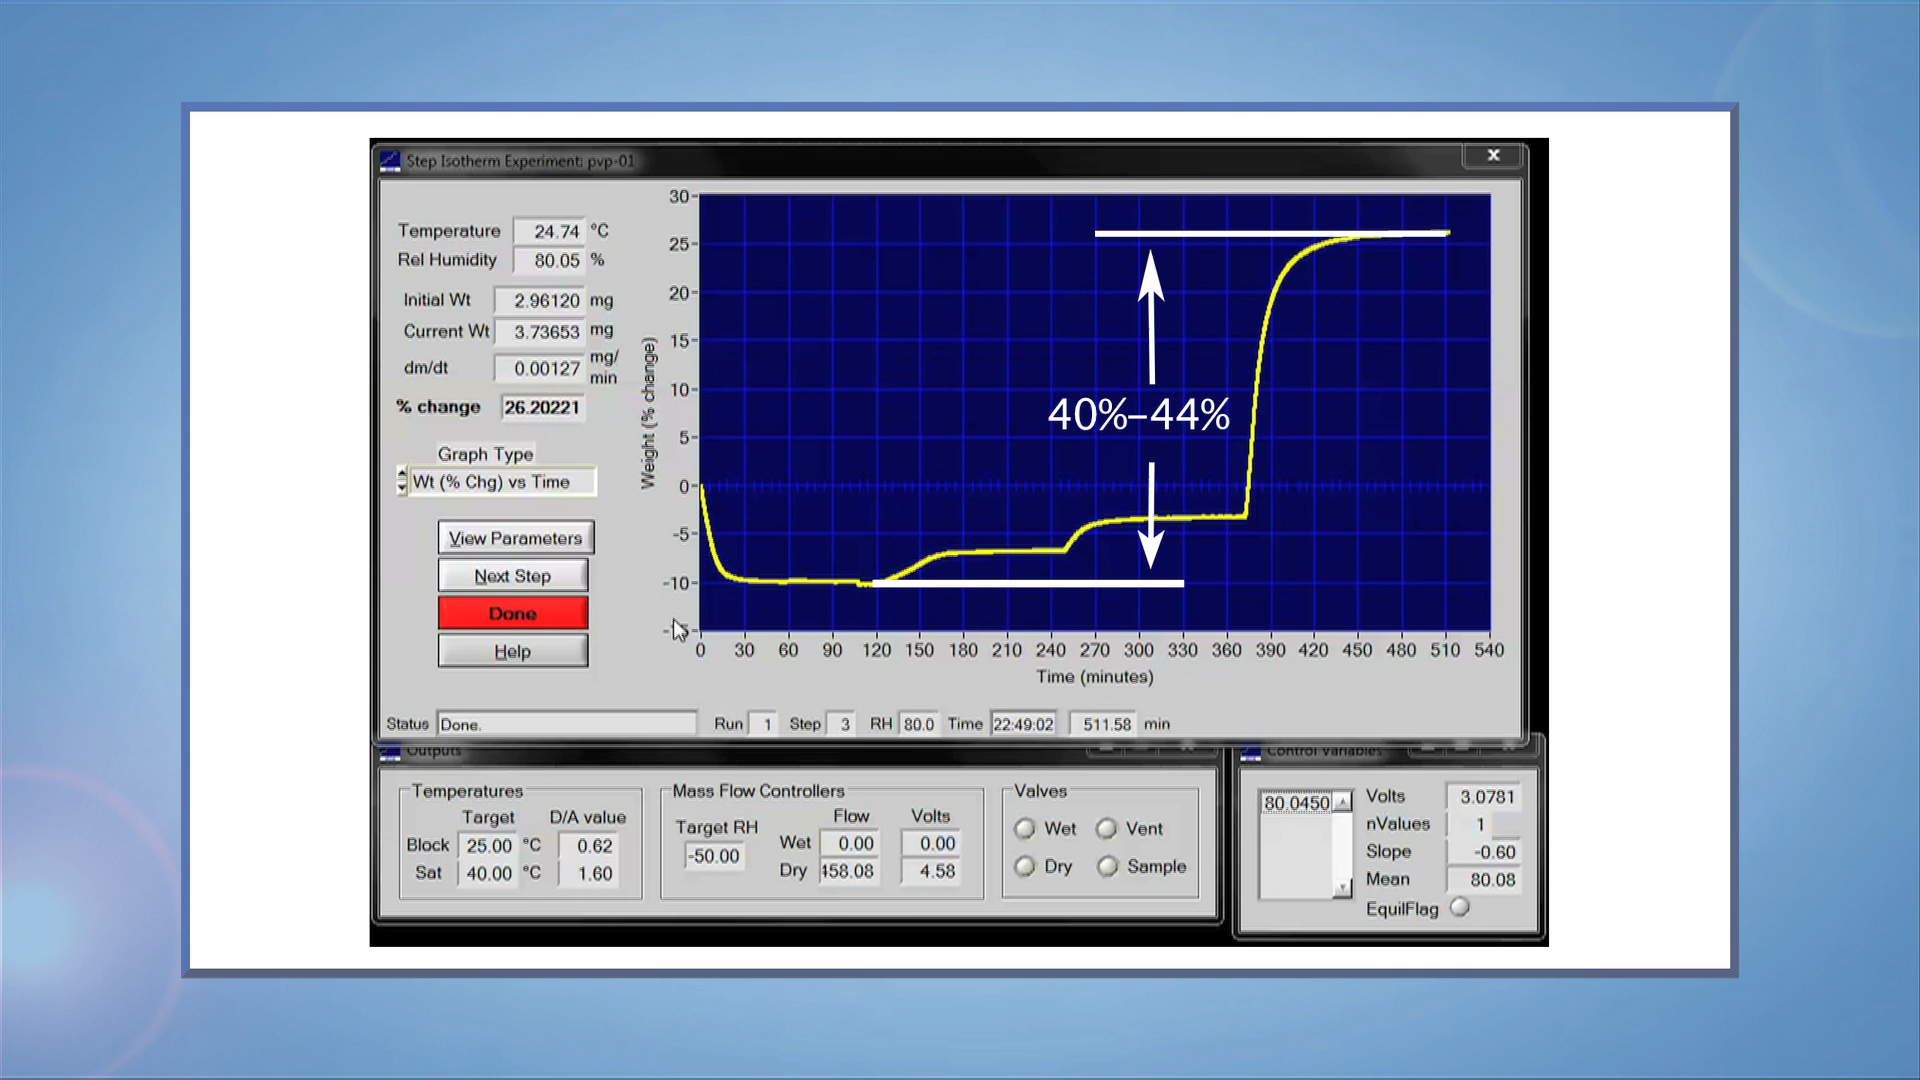 Step Isotherm Experiment: pvp-01
X
Temperature 24.74 °C
Rel Humidity 80.05 %
Initial Wt 2.96120 mg
Current Wt 3.73653 mg
dm/dt 0.00127 mg/min
% change 26.20221
Graph Type
Wt (% Chg) vs Time
View Parameters
Next Step
Done
Help
Weight (% change)
30
25
20
15
10
5
0
-5
-10
40%–44%
0 30 60 90 120 150 180 210 240 270 300 330 360 390 420 450 480 510 540
Time (minutes)
Status Done. Run 1 Step 3 RH 80.0 Time 22:49:02 511.58 min
Outputs
Temperatures
Target D/A value
Block 25.00 °C 0.62
Sat 40.00 °C 1.60
Mass Flow Controllers
Flow Volts
Target RH
-50.00
Wet 0.00 0.00
Dry 458.08 4.58
Valves
Wet Vent
Dry Sample
Control Variables
80.0450
Volts 3.0781
nValues 1
Slope -0.60
Mean 80.08
EquilFlag